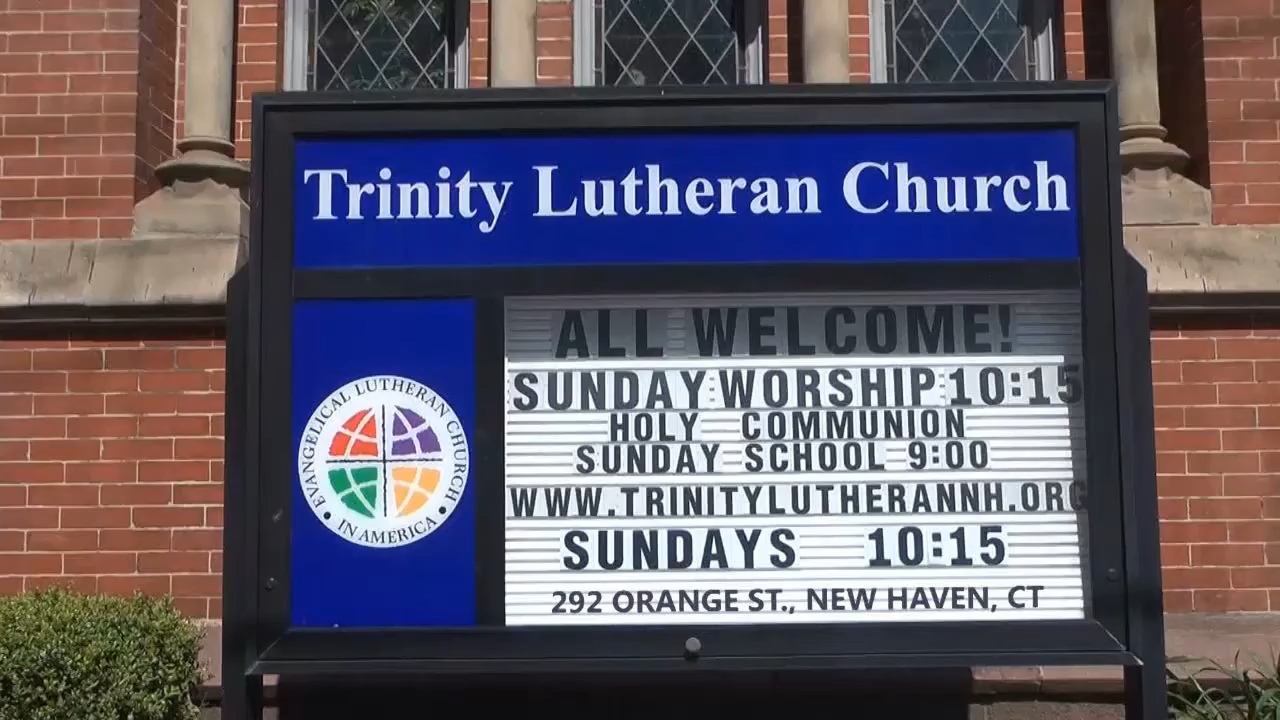 Trinity Lutheran Church
ALL WELCOME!
SUNDAY WORSHIP 10:15
HOLY COMMUNION
SUNDAY SCHOOL 9:00
WWW.TRINITYLUTHERANNH.ORG
SUNDAYS 10:15
292 ORANGE ST., NEW HAVEN, CT
EVANGELICAL LUTHERAN CHURCH
• IN AMERICA •